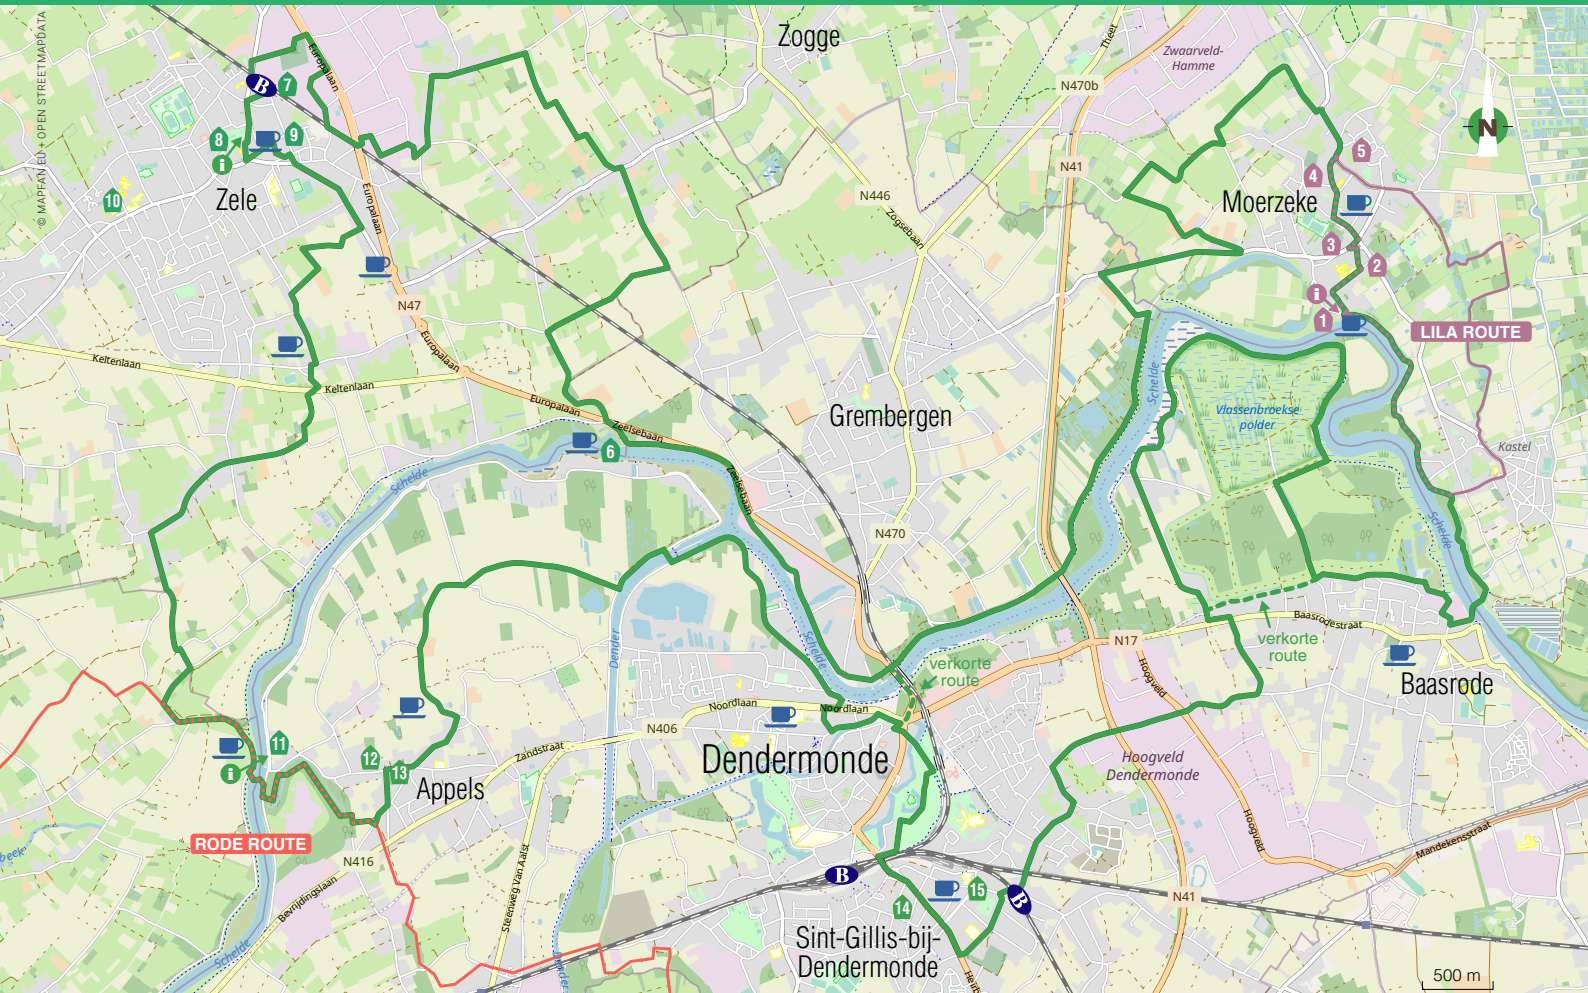 © MAPFAN.EU + OPEN STREETMAPDATA
Zogge
Theet
Zwaarveld-
Hamme
Europalaan
B
7
N470b
N
8
9
i
5
4
N41
10
Zele
Europalaan
N446
Zogsebaan
Moerzeke
3
2
i
1
N47
LILA ROUTE
Europalaan
Keltenlaan
Keltenlaan
Schelde
Europalaan
Zeelsebaan
Grembergen
Vlassenbroekse
polder
6
Kastel
Schelde
Zeelsebaan
N470
Schelde
Dender
Schelde
Baasrodestraat
N17
verkorte
route
verkorte
route
Hoogveld
Baasrode
Noordlaan
Noordlaan
N406
Zandstraat
11
i
12
13
Appels
Dendermonde
Hoogveld
Dendermonde
Hoogveld
RODE ROUTE
N416
beek
Mandekensstraat
Steenweg Van Aalst
Bevrijdingslaan
B
14
15
B
N41
Schelde
Sint-Gillis-bij-
Dendermonde
500 m